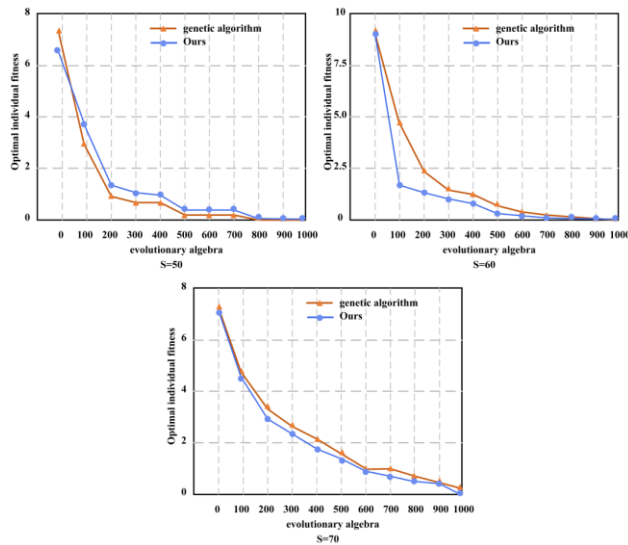 8
6
4
2
0
Optimal individual fitness
genetic algorithm
Ours
0 100 200 300 400 500 600 700 800 900 1000
evolutionary algebra
S=50
10
7.5
5.0
2.5
0
Optimal individual fitness
genetic algorithm
Ours
0 100 200 300 400 500 600 700 800 900 1000
evolutionary algebra
S=60
8
6
4
2
0
Optimal individual fitness
genetic algorithm
Ours
0 100 200 300 400 500 600 700 800 900 1000
evolutionary algebra
S=70